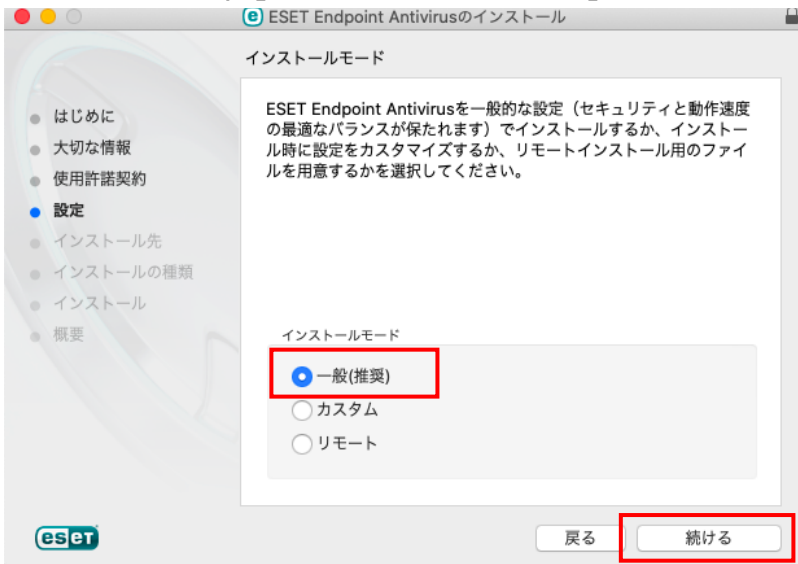 ESET Endpoint Antivirusのインストール
インストールモード
はじめに
大切な情報
使用許諾契約
設定
インストール先
インストールの種類
インストール
概要
ESET Endpoint Antivirusを一般的な設定（セキュリティと動作速度
の最適なバランスが保たれます）でインストールするか、インストー
ル時に設定をカスタマイズするか、リモートインストール用のファイ
ルを用意するかを選択してください。
インストールモード
一般(推奨)
カスタム
リモート
eset
戻る
続ける